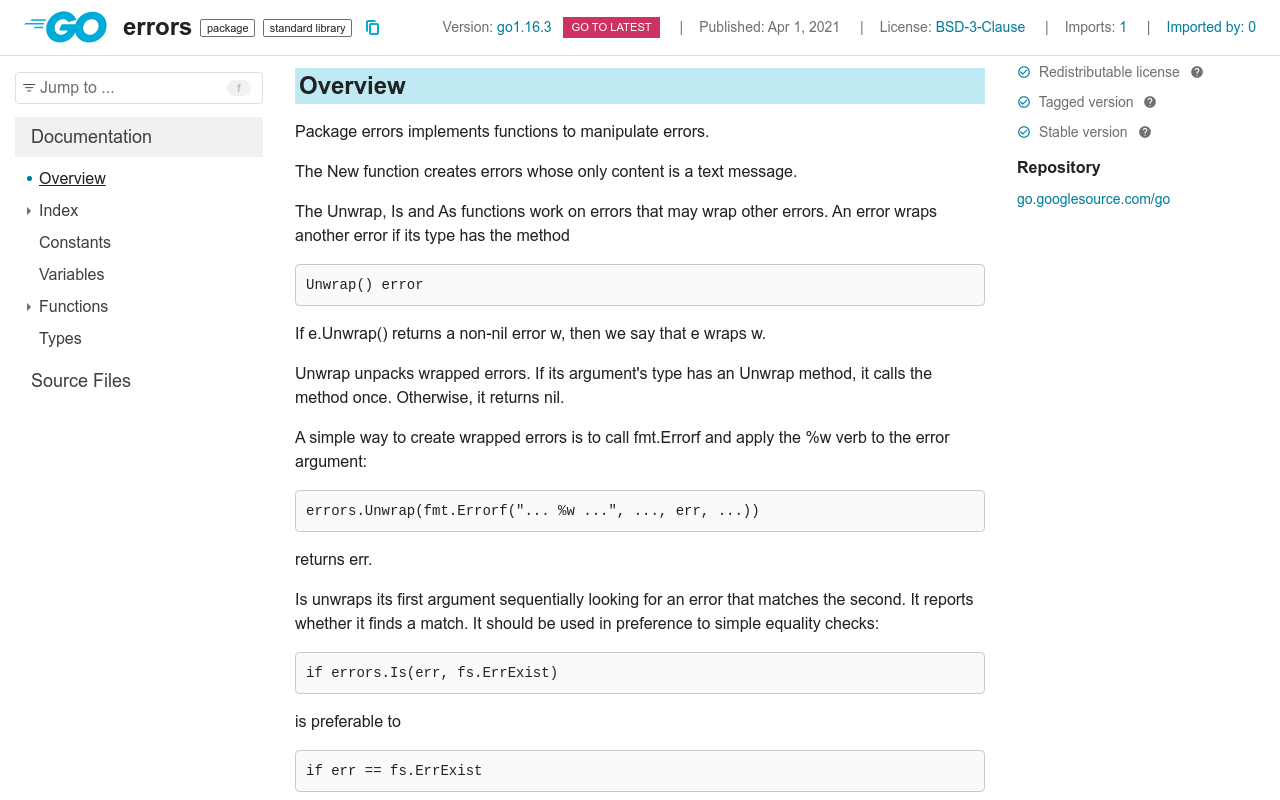 GO errors package standard library Version: go1.16.3 GO TO LATEST | Published: Apr 1, 2021 | License: BSD-3-Clause | Imports: 1 | Imported by: 0
Jump to ... f
Documentation
Overview
Index
Constants
Variables
Functions
Types
Source Files
Overview
Package errors implements functions to manipulate errors.
The New function creates errors whose only content is a text message.
The Unwrap, Is and As functions work on errors that may wrap other errors. An error wraps
another error if its type has the method
Unwrap() error
If e.Unwrap() returns a non-nil error w, then we say that e wraps w.
Unwrap unpacks wrapped errors. If its argument's type has an Unwrap method, it calls the
method once. Otherwise, it returns nil.
A simple way to create wrapped errors is to call fmt.Errorf and apply the %w verb to the error
argument:
errors.Unwrap(fmt.Errorf("... %w ...", ..., err, ...))
returns err.
Is unwraps its first argument sequentially looking for an error that matches the second. It reports
whether it finds a match. It should be used in preference to simple equality checks:
if errors.Is(err, fs.ErrExist)
is preferable to
if err == fs.ErrExist
Redistributable license
Tagged version
Stable version
Repository
go.googlesource.com/go